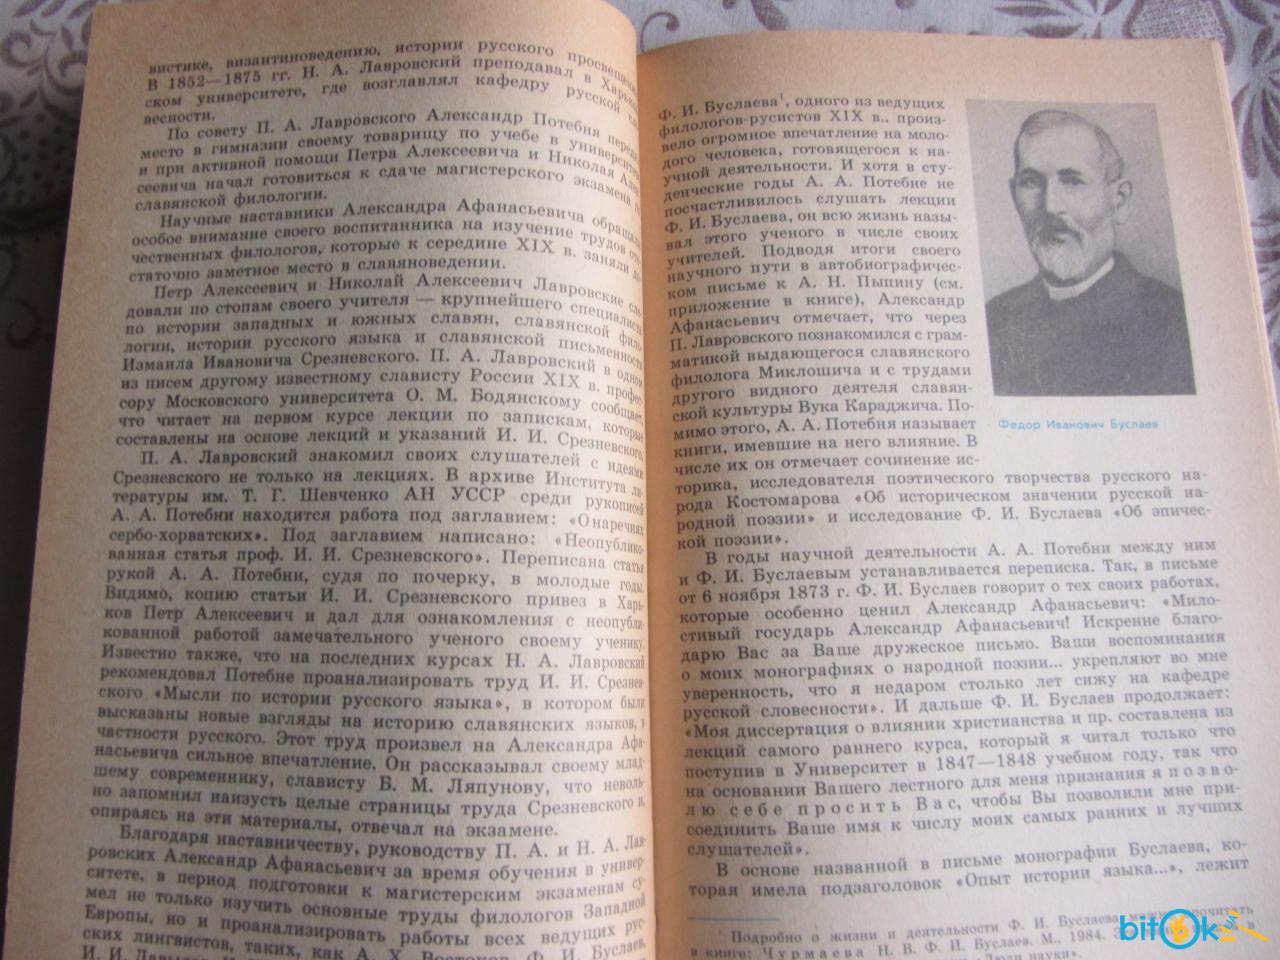 вистике, византиноведению, истории русского просвещения.
В 1852—1875 гг. Н. А. Лавровский преподавал в Харьков-
ском университете, где возглавлял кафедру русской сло-
весности.
По совету П. А. Лавровского Александр Потебня передал
место в гимназии своему товарищу по учебе в университете
и при активной помощи Петра Алексеевича и Николая Алек-
сеевича начал готовиться к сдаче магистерского экзамена по
славянской филологии.
Научные наставники Александра Афанасьевича обращали
особое внимание своего воспитанника на изучение трудов оте-
чественных филологов, которые к середине XIX в. заняли до-
статочно заметное место в славяноведении.
Петр Алексеевич и Николай Алексеевич Лавровские сле-
довали по стопам своего учителя — крупнейшего специалиста
по истории западных и южных славян, славянской фило-
логии, истории русского языка и славянской письменности
Измаила Ивановича Срезневского. П. А. Лавровский в одном
из писем другому известному слависту России XIX в. профес-
сору Московского университета О. М. Бодянскому сообщает,
что читает на первом курсе лекции по запискам, которые
составлены на основе лекций и указаний И. И. Срезневского.
П. А. Лавровский знакомил своих слушателей с идеями
Срезневского не только на лекциях. В архиве Института ли-
тературы им. Т. Г. Шевченко АН УССР среди рукописей
А. А. Потебни находится работа под заглавием: «О наречиях
сербо-хорватских». Под заглавием написано: «Неопублико-
ванная статья проф. И. И. Срезневского». Переписана статья
рукой А. А. Потебни, судя по почерку, в молодые годы.
Видимо, копию статьи И. И. Срезневского привез в Харь-
ков Петр Алексеевич и дал для ознакомления с неопубли-
кованной работой замечательного ученого своему ученику.
Известно также, что на последних курсах Н. А. Лавровский
рекомендовал Потебне проанализировать труд И. И. Срезнев-
ского «Мысли по истории русского языка», в котором были
высказаны новые взгляды на историю славянских языков, в
частности русского. Этот труд произвел на Александра Афа-
насьевича сильное впечатление. Он рассказывал своему млад-
шему современнику, слависту Б. М. Ляпунову, что неволь-
но запомнил наизусть целые страницы труда Срезневского и,
опираясь на эти материалы, отвечал на экзамене.
Благодаря наставничеству, руководству П. А. и Н. А. Лав-
ровских Александр Афанасьевич за время обучения в универ-
ситете, в период подготовки к магистерским экзаменам су-
мел не только изучить основные труды филологов Западной
Европы, но и проанализировать работы всех ведущих рус-
ских лингвистов, таких, как А. Х. Востоков, Ф. И. Буслаев,
Ф. И. Буслаева¹, одного из ведущих
филологов-русистов XIX в., произ-
вело огромное впечатление на моло-
дого человека, готовящегося к на-
учной деятельности. И хотя в сту-
денческие годы А. А. Потебне не
посчастливилось слушать лекции
Ф. И. Буслаева, он всю жизнь назы-
вал этого ученого в числе своих
учителей. Подводя итоги своего
научного пути в автобиографичес-
ком письме к А. Н. Пыпину (см.
приложение в книге), Александр
Афанасьевич отмечает, что через
П. Лавровского познакомился с грам-
матикой выдающегося славянского
филолога Миклошича и с трудами
другого видного деятеля славян-
ской культуры Вука Караджича. По-
мимо этого, А. А. Потебня называет
книги, имевшие на него влияние. В
числе их он отмечает сочинение ис-
Федор Иванович Буслаев
торика, исследователя поэтического творчества русского на-
рода Костомарова «Об историческом значении русской на-
родной поэзии» и исследование Ф. И. Буслаева «Об эпичес-
кой поэзии».
В годы научной деятельности А. А. Потебни между ним
и Ф. И. Буслаевым устанавливается переписка. Так, в письме
от 6 ноября 1873 г. Ф. И. Буслаев говорит о тех своих работах,
которые особенно ценил Александр Афанасьевич: «Мило-
стивый государь Александр Афанасьевич! Искренне благо-
дарю Вас за Ваше дружеское письмо. Ваши воспоминания
о моих монографиях о народной поэзии... укрепляют во мне
уверенность, что я недаром столько лет сижу на кафедре
русской словесности». И дальше Ф. И. Буслаев продолжает:
«Моя диссертация о влиянии христианства и пр. составлена из
лекций самого раннего курса, который я читал только что
поступив в Университет в 1847—1848 учебном году, так что
на основании Вашего лестного для меня признания я позво-
лю себе просить Вас, чтобы Вы позволили мне при-
соединить Ваше имя к числу моих самых ранних и лучших
слушателей».
В основе названной в письме монографии Буслаева, ко-
торая имела подзаголовок «Опыт истории языка...», лежит
Подробно о жизни и деятельности Ф. И. Буслаева можно прочитать
в книге: Чурмаева Н. В. Ф. И. Буслаев. М., 1984.
«Люди науки».
bitOk